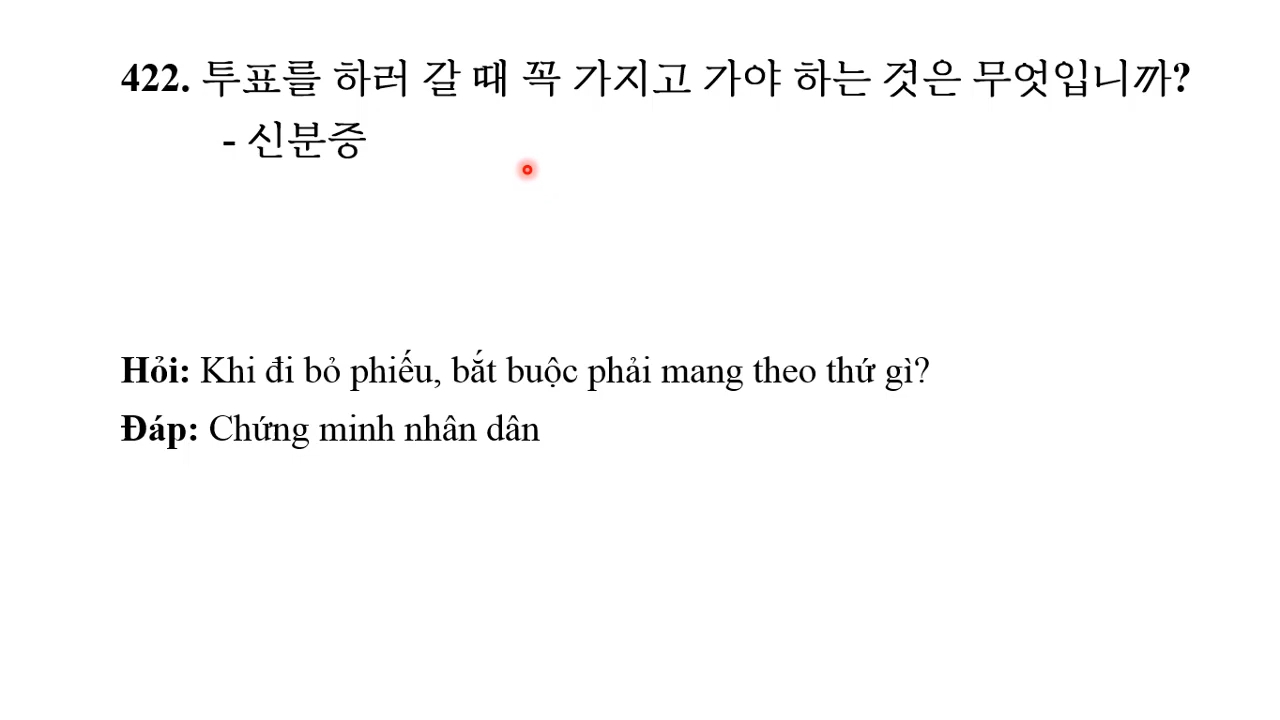 422. 투표를 하러 갈 때 꼭 가지고 가야 하는 것은 무엇입니까?
- 신분증
Hỏi: Khi đi bỏ phiếu, bắt buộc phải mang theo thứ gì?
Đáp: Chứng minh nhân dân